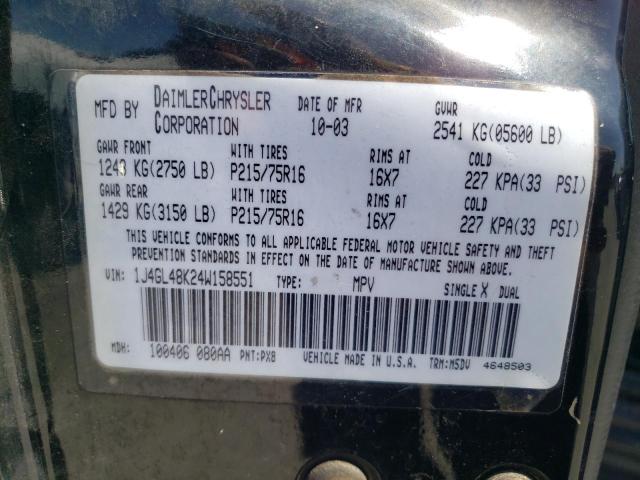 MFD BY DAIMLERCHRYSLER CORPORATION DATE OF MFR 10-03 GVWR 2541 KG(05600 LB)
GAWR FRONT WITH TIRES RIMS AT COLD
1243 KG(2750 LB) P215/75R16 16X7 227 KPA(33 PSI)
GAWR REAR WITH TIRES RIMS AT COLD
1429 KG(3150 LB) P215/75R16 16X7 227 KPA(33 PSI)
THIS VEHICLE CONFORMS TO ALL APPLICABLE FEDERAL MOTOR VEHICLE SAFETY AND THEFT
PREVENTION STANDARDS IN EFFECT ON THE DATE OF MANUFACTURE SHOWN ABOVE.
VIN: 1J4GL48K24W158551 TYPE: MPV SINGLE X DUAL
MDH: 100406 080AA PNT:PX8 VEHICLE MADE IN U.S.A. TRM:M5DV 4648503